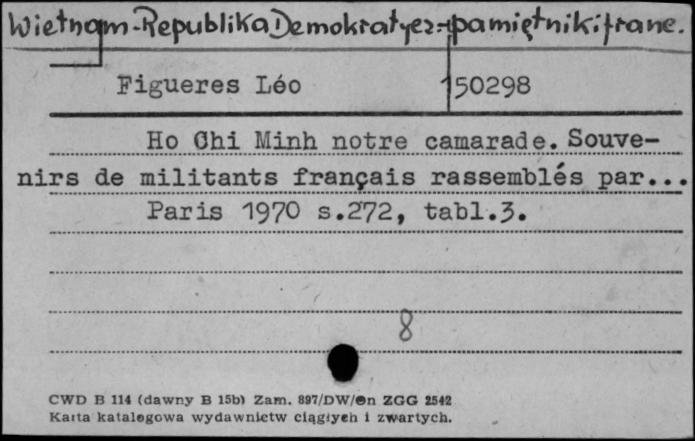 Wietnam-Republika Demokratycz-pamiętniki franc.
Figueres Léo 150298
Ho Chi Minh notre camarade. Souve-
nirs de militants français rassemblés par...
Paris 1970 s.272, tabl.3.
8
CWD B 114 (dawny B 15b) Zam. 897/DW/On ZGG 2542
Karta katalogowa wydawnictw ciągłych i zwartych.